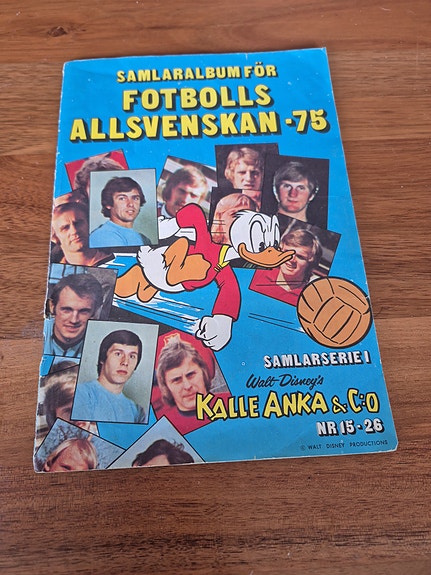 SAMLARALBUM FÖR
FOTBOLLS
ALLSVENSKAN -75
SAMLARSERIE I
Walt Disney's
KALLE ANKA & C:O
NR 15-26
© WALT DISNEY PRODUCTIONS